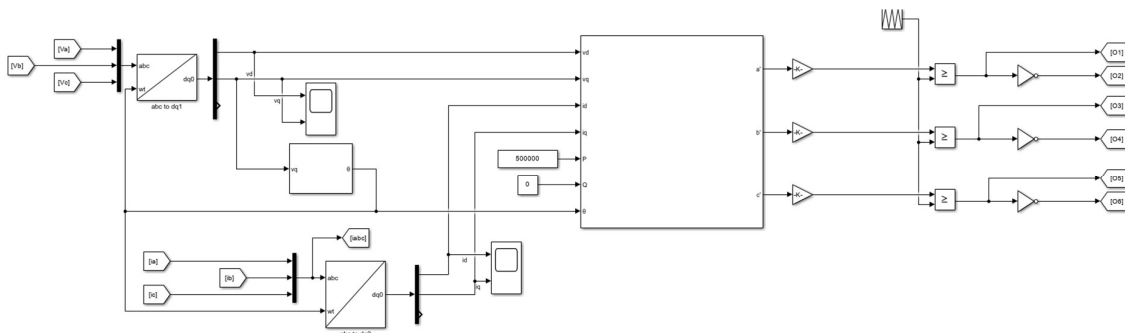 [Va]
[Vb]
[Vc]
abc
wt
dq0
abc to dq1
vd
vq
vq
θ
[iabc]
[ia]
[ib]
[ic]
abc
wt
dq0
id
iq
500000
0
vd
vq
id
iq
P
Q
θ
a'
b'
c'
-K-
-K-
-K-
≥
≥
≥
[O1]
[O2]
[O3]
[O4]
[O5]
[O6]